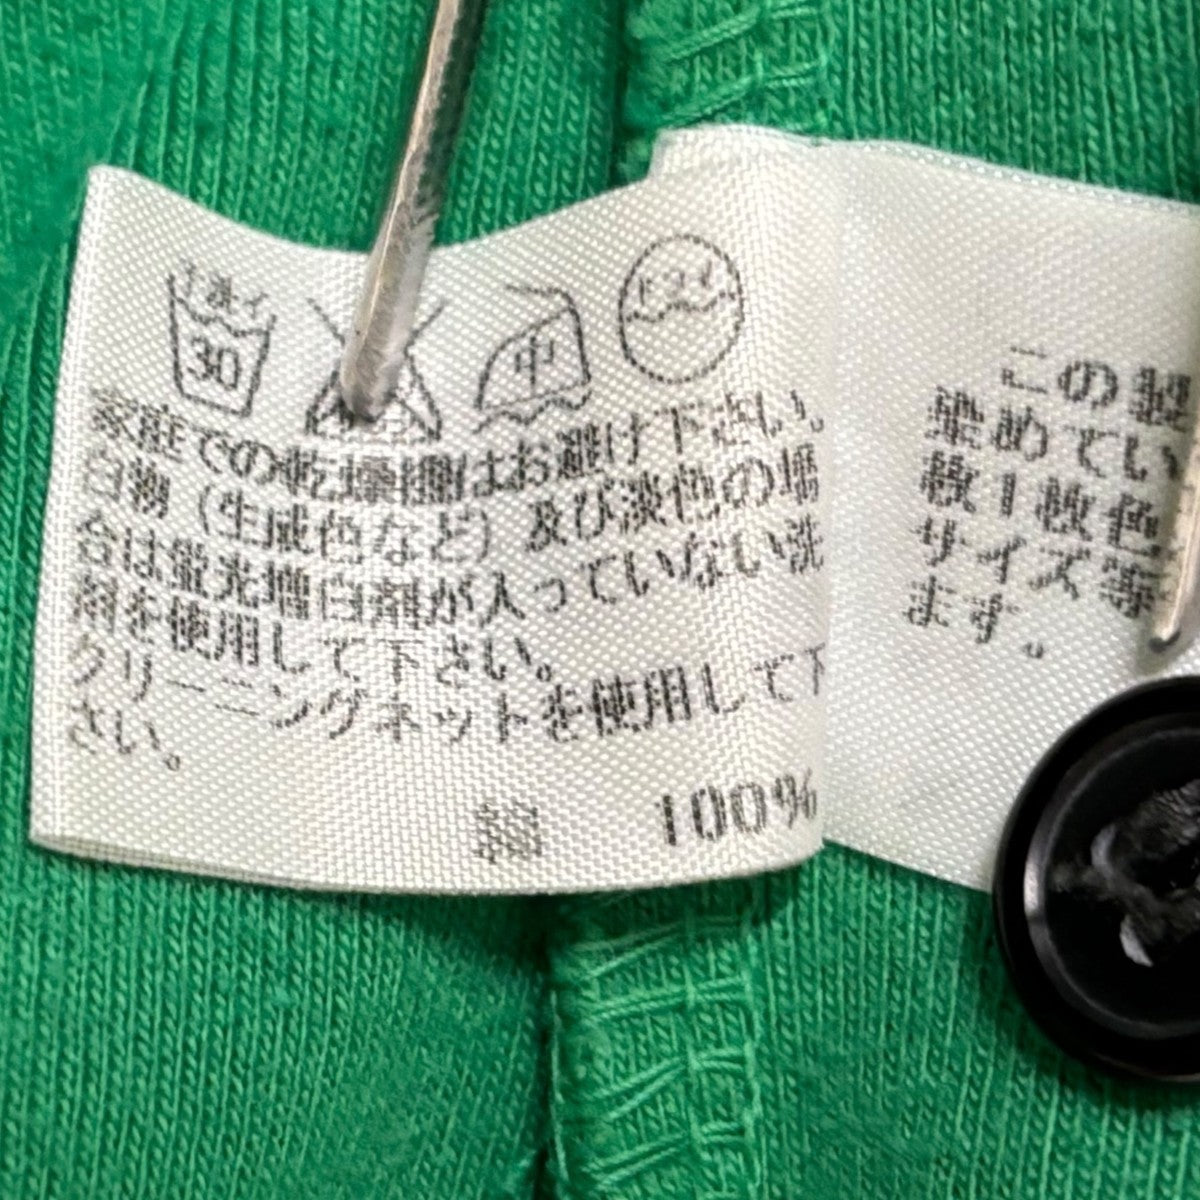 30
中
ドライ
家庭での乾燥機はお避け下さい。
白物（生成色など）及び淡色の場
合は蛍光増白剤が入っていない洗
剤を使用して下さい。
クリーニングネットを使用して下
さい。
綿 100%
この製
染めてい
枚1枚色
サイズ等
ます。